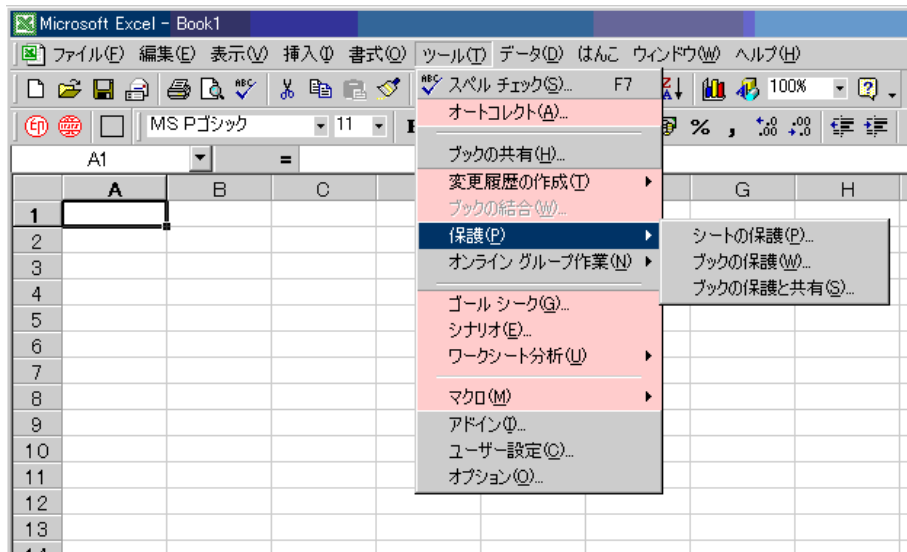 Microsoft Excel - Book1
ファイル(F) 編集(E) 表示(V) 挿入(I) 書式(O) ツール(T) データ(D) はんこ ウィンドウ(W) ヘルプ(H)
100%
MS Pゴシック 11 % ,
A1 =
A B C G H
1
2
3
4
5
6
7
8
9
10
11
12
13
スペル チェック(S)... F7
オートコレクト(A)...
ブックの共有(H)...
変更履歴の作成(T)
ブックの結合(W)...
保護(P)
オンライン グループ作業(N)
ゴール シーク(G)...
シナリオ(E)...
ワークシート分析(U)
マクロ(M)
アドイン(I)...
ユーザー設定(C)...
オプション(O)...
シートの保護(P)...
ブックの保護(W)...
ブックの保護と共有(S)...